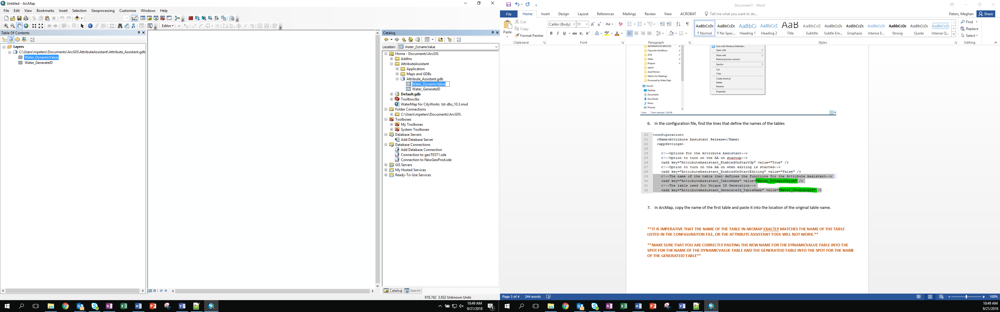 Untitled - ArcMap
File Edit View Bookmarks Insert Selection Geoprocessing Customize Windows Help
Editor
Table Of Contents
Layers
C:\Users\mpeters\Documents\ArcGIS\AttributeAssistant\Attribute_Assistant.gdb
Water_DynamicValue
Water_GenerateID
Catalog
Location: Water_DynamicValue
Home - Documents\ArcGIS
AddIns
AttributeAssistant
Application
Maps and GDBs
Attribute_Assistant.gdb
Water_DynamicValue
Water_GenerateID
Default.gdb
Toolbox.tbx
WaterMap for CityWorks tst-dbs_10.3.mxd
Folder Connections
C:\Users\mpeters\Documents\ArcGIS\
Toolboxes
My Toolboxes
System Toolboxes
Database Servers
Add Database Server
Database Connections
Add Database Connection
Connection to geoTEST1.sde
Connection to NewGeoProd.sde
GIS Servers
My Hosted Services
Ready-To-Use Services
Catalog Search
918.742 3.932 Unknown Units
10:49 AM
9/21/2018
Document1 - Word
File Home Insert Design Layout References Mailings Review View ACROBAT Tell me what you want to do... Peters, Meghan Share
Paste
Cut
Copy
Format Painter
Clipboard
Calibri (Body) 11
B I U abc x₂ x²
Font
Paragraph
AaBbCcDc AaBbCcDc AaBbC( AaBbCcE AaB AaBbCcC AaBbCcDc AaBbCcDc AaBbCcDc AaBbCcDc AaBbCcDc AaBbCcDc
¶ Normal ¶ No Spac... Heading 1 Heading 2 Title Subtitle Subtle Em... Emphasis Intense E... Strong Quote Intense Q...
Styles
Find
Replace
Select
Editing
INFORMATION SERVICES
Cityworks Workflows
2018
Water
Projects
admin
Asset Review
Metrics for Meetings
Processed by Water Dept
This PC
Desktop
Documents
Downloads
Music
Pictures
1 item 1 item selected 2.80 KB
Scan with Windows Defender...
Open with
Share with
Restore previous versions
Send to
Cut
Copy
Create shortcut
Delete
Rename
Properties
6. In the configuration file, find the lines that define the names of the tables
20 <configuration>
21 <Name>Attribute Assistant Release</Name>
22 <appSettings>
23
24 <!--Options for the Attribute Assistant-->
25 <!--Option to turn on the AA on startup-->
26 <add key="AttributeAssistant_EnabledOnStartUp" value="True" />
27 <!--Option to turn on the AA on when editing is started-->
28 <add key="AttributeAssistant_EnabledOnStartEditing" value="False" />
29 <!--The name of the table that defines the functions for the Attribute Assistant-->
30 <add key="AttributeAssistant_TableName" value="Water_DynamicValue" />
31 <!--The table used for Unique ID Generation-->
32 <add key="AttributeAssistant_GenerateId_TableName" value="Water_GenerateID" />
7. In ArcMap, copy the name of the first table and paste it into the location of the original table name.
**IT IS IMPERATIVE THAT THE NAME OF THE TABLE IN ARCMAP EXACTLY MATCHES THE NAME OF THE TABLE
LISTED IN THE CONFIGURAITON FILE, OR THE ATTRIBUTE ASSISTANT TOOL WILL NOT WORK.**
**MAKE SURE THAT YOU ARE CORRECTLY PASTING THE NEW NAME FOR THE DYNAMICVALUE TABLE INTO THE
SPOT FOR THE NAME OF THE DYNAMICVALUE TABLE AND THE GENERATEID TABLE INTO THE SPOT FOR THE NAME
OF THE GENERATEID TABLE**
Page 3 of 4 244 words
100%
10:49 AM
9/21/2018